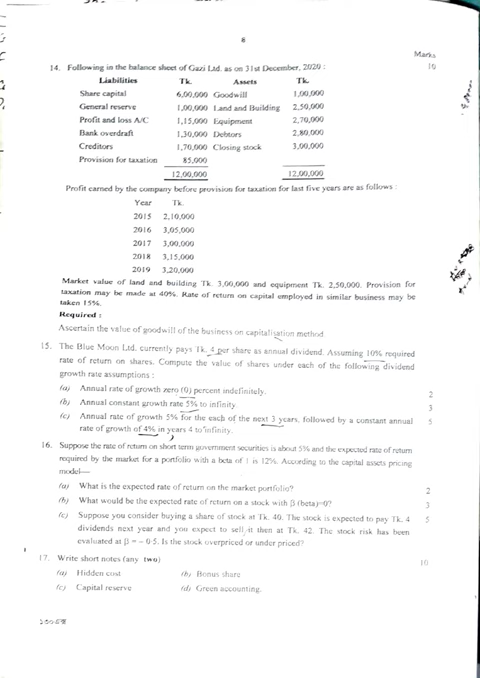 8
Marks
14. Following in the balance sheet of Gazi Ltd. as on 31st December, 2020 : 10
Liabilities Tk. Assets Tk.
Share capital 6,00,000 Goodwill 1,00,000
General reserve 1,00,000 Land and Building 2,50,000
Profit and loss A/C 1,15,000 Equipment 2,70,000
Bank overdraft 1,30,000 Debtors 2,80,000
Creditors 1,70,000 Closing stock 3,00,000
Provision for taxation 85,000
12,00,000 12,00,000
Profit earned by the company before provision for taxation for last five years are as follows :
Year Tk.
2015 2,10,000
2016 3,05,000
2017 3,00,000
2018 3,15,000
2019 3,20,000
Market value of land and building Tk. 3,00,000 and equipment Tk. 2,50,000. Provision for
taxation may be made at 40%. Rate of return on capital employed in similar business may be
taken 15%.
Required :
Ascertain the value of goodwill of the business on capitalisation method.
15. The Blue Moon Ltd. currently pays Tk. 4 per share as annual dividend. Assuming 10% required
rate of return on shares. Compute the value of shares under each of the following dividend
growth rate assumptions :
(a) Annual rate of growth zero (0) percent indefinitely. 2
(b) Annual constant growth rate 5% to infinity. 3
(c) Annual rate of growth 5% for the each of the next 3 years, followed by a constant annual 5
rate of growth of 4% in years 4 to infinity.
16. Suppose the rate of return on short term government securities is about 5% and the expected rate of return
required by the market for a portfolio with a beta of 1 is 12%. According to the capital assets pricing
model—
(a) What is the expected rate of return on the market portfolio? 2
(b) What would be the expected rate of return on a stock with β (beta)=0? 3
(c) Suppose you consider buying a share of stock at Tk. 40. The stock is expected to pay Tk. 4 5
dividends next year and you expect to sell it then at Tk. 42. The stock risk has been
evaluated at β = – 0·5. Is the stock overpriced or under priced?
17. Write short notes (any two) 10
(a) Hidden cost (b) Bonus share
(c) Capital reserve (d) Green accounting.